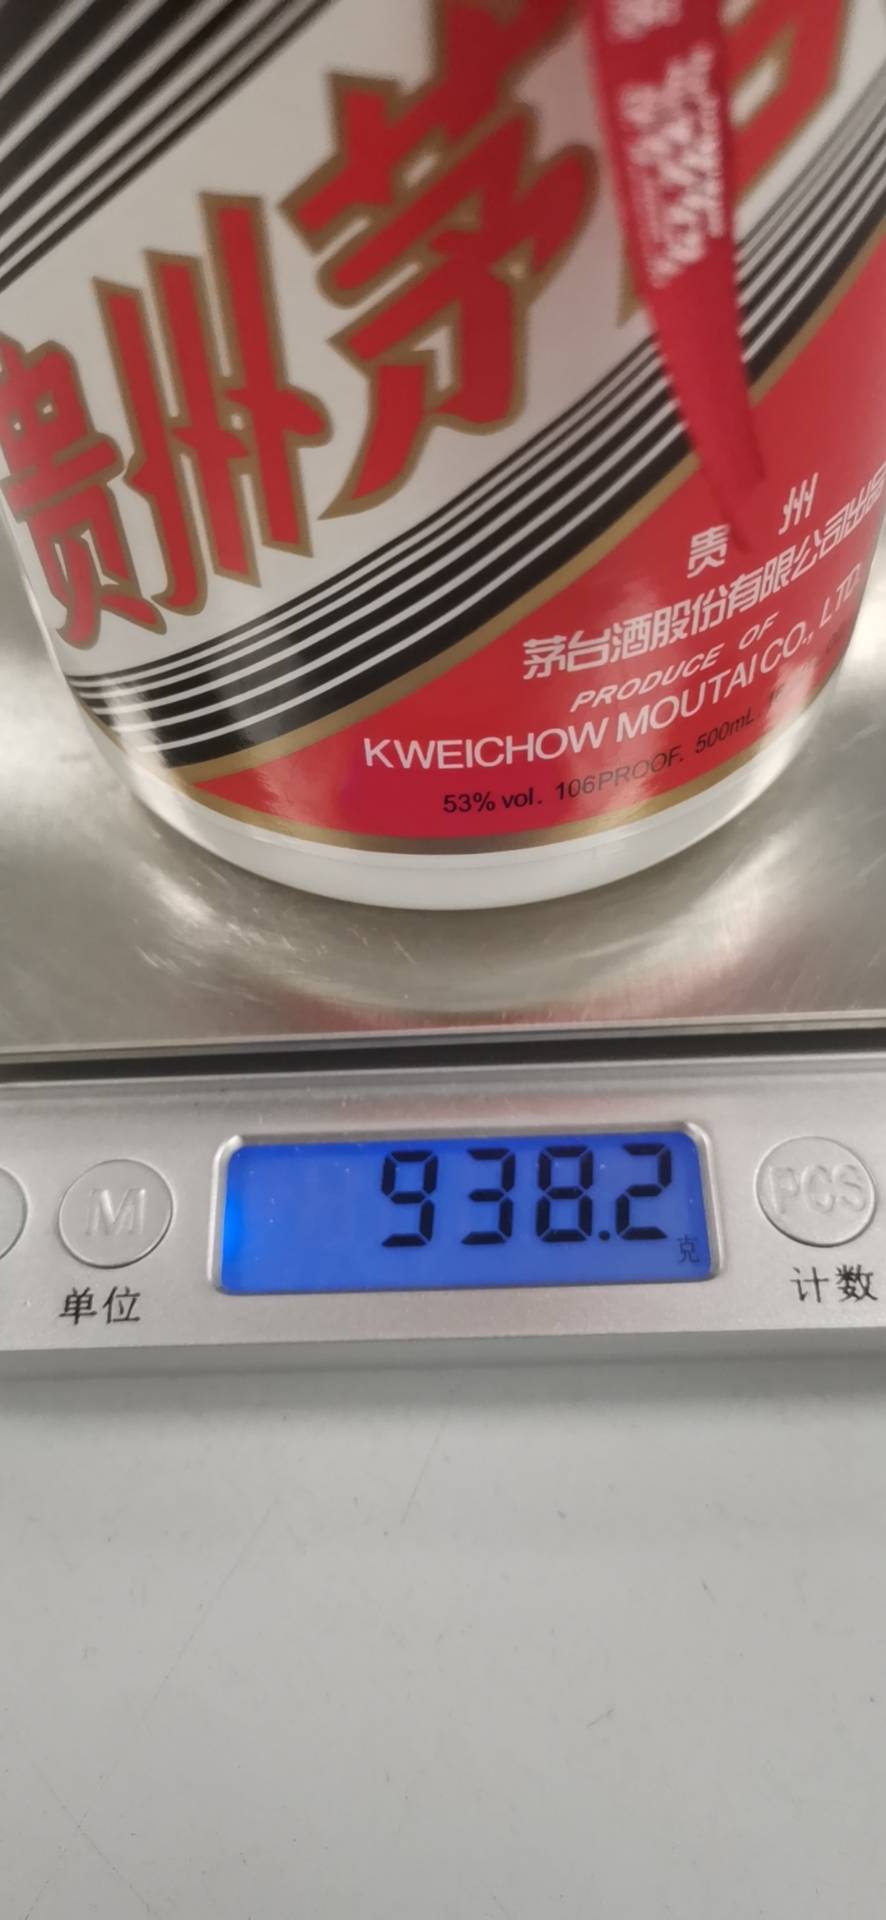 贵州茅台
贵 州
茅台酒股份有限公司出品
PRODUCE OF
KWEICHOW MOUTAI CO., LTD.
53% vol. 106PROOF. 500mL.
938.2
克
M
PCS
单位
计数